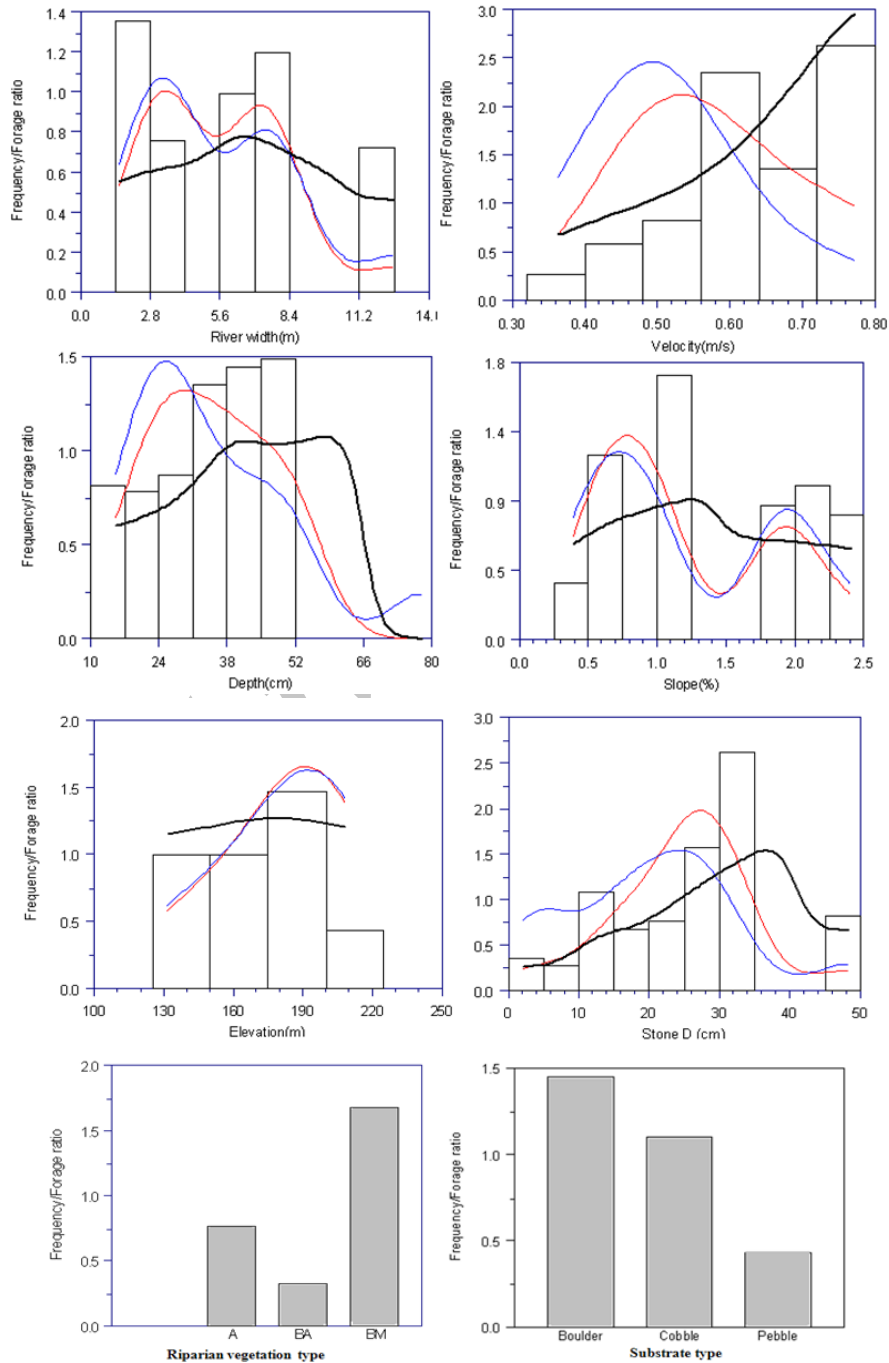 Frequency/Forage ratio
1.4
1.2
1.0
0.8
0.6
0.4
0.2
0.0
0.0 2.8 5.6 8.4 11.2
River width(m)
Frequency/Forage ratio
3.0
2.5
2.0
1.5
1.0
0.5
0.0
0.30 0.40 0.50 0.60 0.70 0.80
Velocity(m/s)
Frequency/Forage ratio
1.5
1.0
0.5
0.0
10 24 38 52 66 80
Depth(cm)
Frequency/Forage ratio
1.8
1.4
0.9
0.5
0.0
0.0 0.5 1.0 1.5 2.0 2.5
Slope(%)
Frequency/Forage ratio
2.0
1.5
1.0
0.5
0.0
100 130 160 190 220 250
Elevation(m)
Frequency/Forage ratio
3.0
2.5
2.0
1.5
1.0
0.5
0.0
0 10 20 30 40 50
Stone D (cm)
Frequency/Forage ratio
2.0
1.5
1.0
0.5
0.0
A BA BM
Riparian vegetation type
Frequency/Forage ratio
1.5
1.0
0.5
0.0
Boulder Cobble Pebble
Substrate type